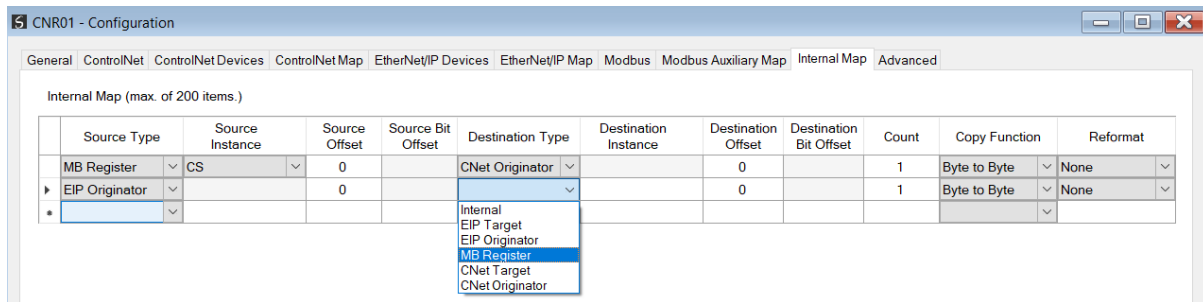 CNR01 - Configuration
General ControlNet ControlNet Devices ControlNet Map EtherNet/IP Devices EtherNet/IP Map Modbus Modbus Auxiliary Map Internal Map Advanced
Internal Map (max. of 200 items.)
Source Type Source Instance Source Offset Source Bit Offset Destination Type Destination Instance Destination Offset Destination Bit Offset Count Copy Function Reformat
MB Register CS 0 CNet Originator 0 1 Byte to Byte None
EIP Originator 0 0 1 Byte to Byte None
Internal
EIP Target
EIP Originator
MB Register
CNet Target
CNet Originator